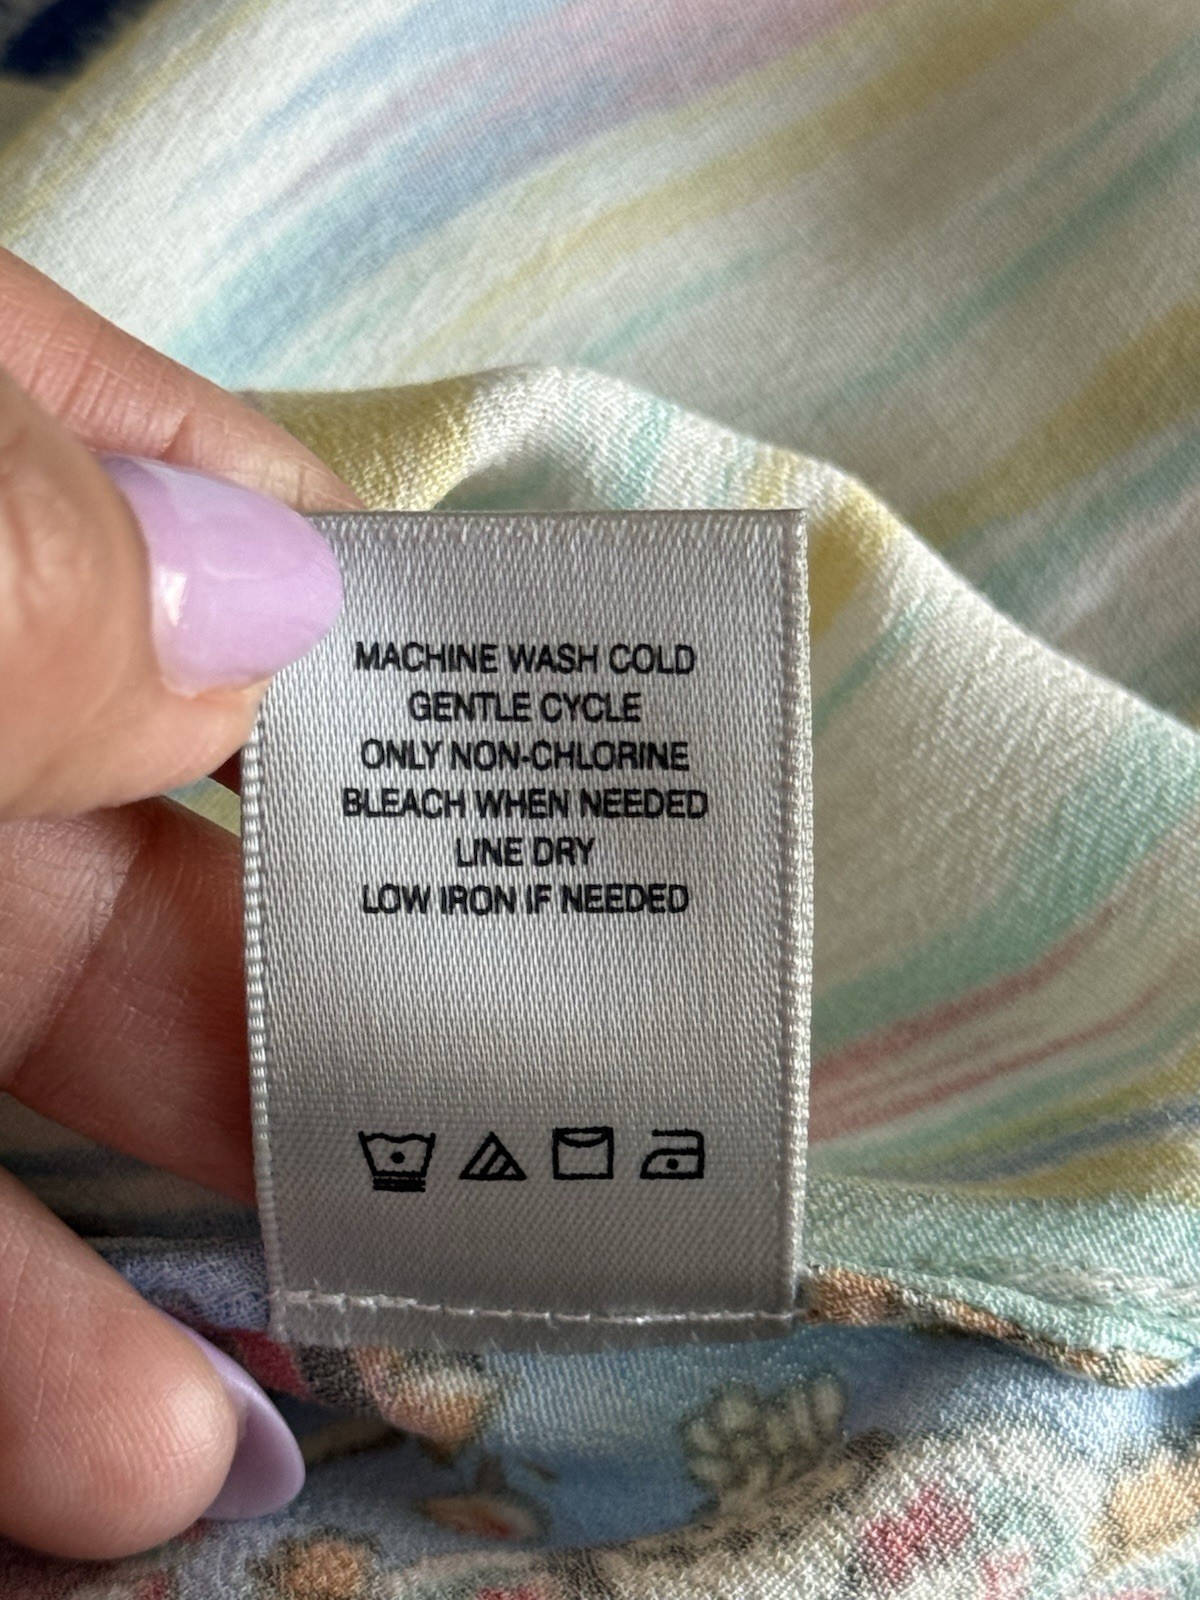 MACHINE WASH COLD
GENTLE CYCLE
ONLY NON-CHLORINE
BLEACH WHEN NEEDED
LINE DRY
LOW IRON IF NEEDED